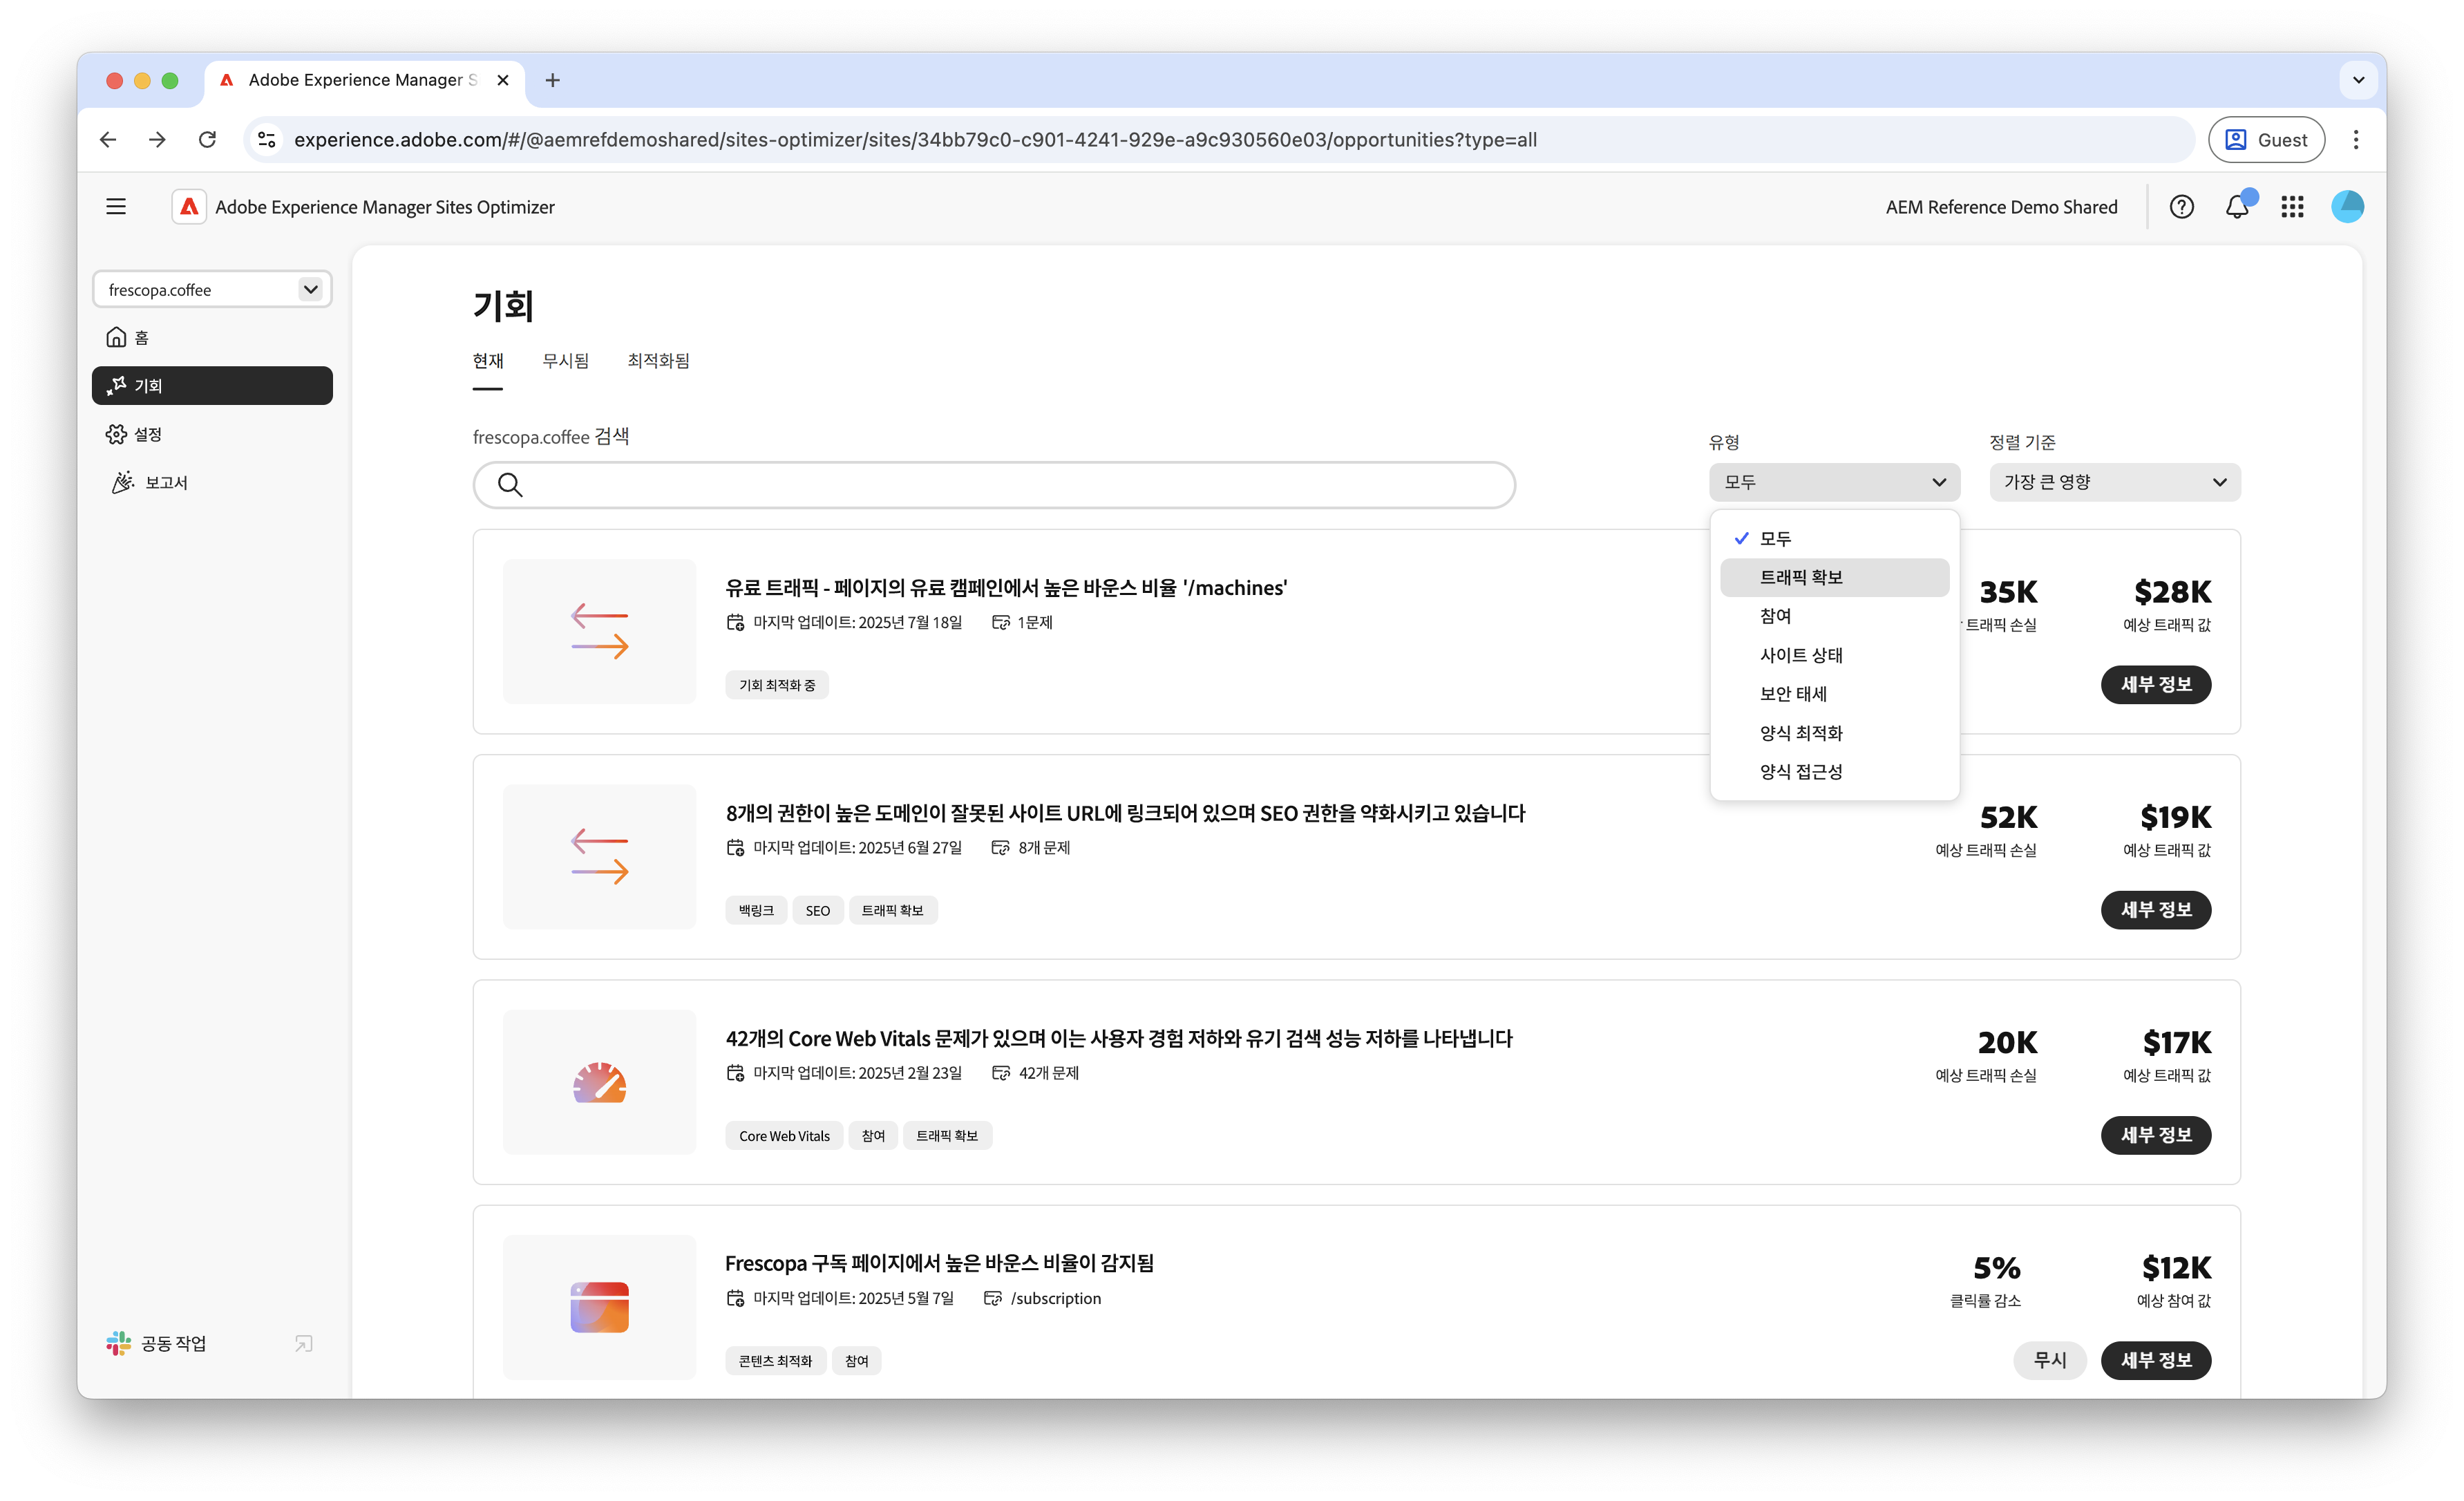 Adobe Experience Manager S
experience.adobe.com/#/@aemrefdemoshared/sites-optimizer/sites/34bb79c0-c901-4241-929e-a9c930560e03/opportunities?type=all
Guest
Adobe Experience Manager Sites Optimizer
AEM Reference Demo Shared
frescopa.coffee
홈
기회
설정
보고서
공동 작업
기회
현재 무시됨 최적화됨
frescopa.coffee 검색
유형
모두
정렬 기준
가장 큰 영향
모두
트래픽 확보
참여
사이트 상태
보안 태세
양식 최적화
양식 접근성
유료 트래픽 - 페이지의 유료 캠페인에서 높은 바운스 비율 '/machines'
마지막 업데이트: 2025년 7월 18일 1문제
기회 최적화 중
35K
트래픽 손실
$28K
예상 트래픽 값
세부 정보
8개의 권한이 높은 도메인이 잘못된 사이트 URL에 링크되어 있으며 SEO 권한을 약화시키고 있습니다
마지막 업데이트: 2025년 6월 27일 8개 문제
백링크 SEO 트래픽 확보
52K
예상 트래픽 손실
$19K
예상 트래픽 값
세부 정보
42개의 Core Web Vitals 문제가 있으며 이는 사용자 경험 저하와 유기 검색 성능 저하를 나타냅니다
마지막 업데이트: 2025년 2월 23일 42개 문제
Core Web Vitals 참여 트래픽 확보
20K
예상 트래픽 손실
$17K
예상 트래픽 값
세부 정보
Frescopa 구독 페이지에서 높은 바운스 비율이 감지됨
마지막 업데이트: 2025년 5월 7일 /subscription
콘텐츠 최적화 참여
5%
클릭률 감소
$12K
예상 참여 값
무시 세부 정보